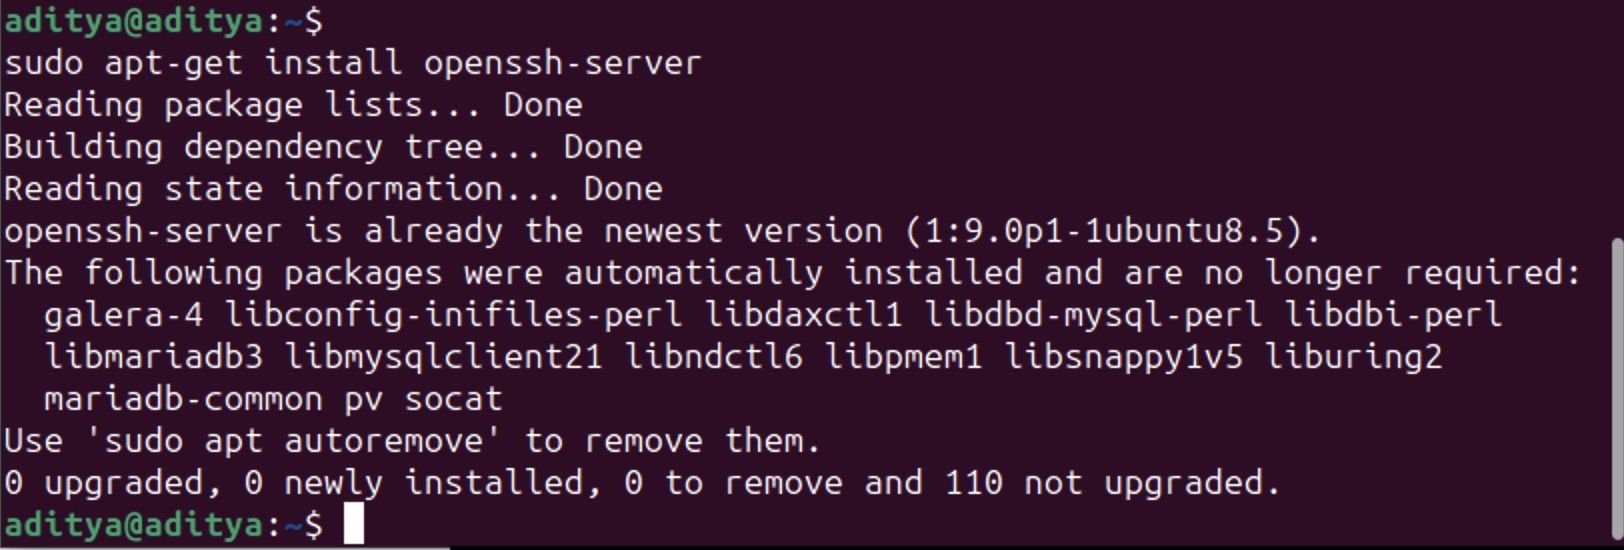 aditya@aditya:~$
sudo apt-get install openssh-server
Reading package lists... Done
Building dependency tree... Done
Reading state information... Done
openssh-server is already the newest version (1:9.0p1-1ubuntu8.5).
The following packages were automatically installed and are no longer required:
  galera-4 libconfig-inifiles-perl libdaxctl1 libdbd-mysql-perl libdbi-perl
  libmariadb3 libmysqlclient21 libndctl6 libpmem1 libsnappy1v5 liburing2
  mariadb-common pv socat
Use 'sudo apt autoremove' to remove them.
0 upgraded, 0 newly installed, 0 to remove and 110 not upgraded.
aditya@aditya:~$